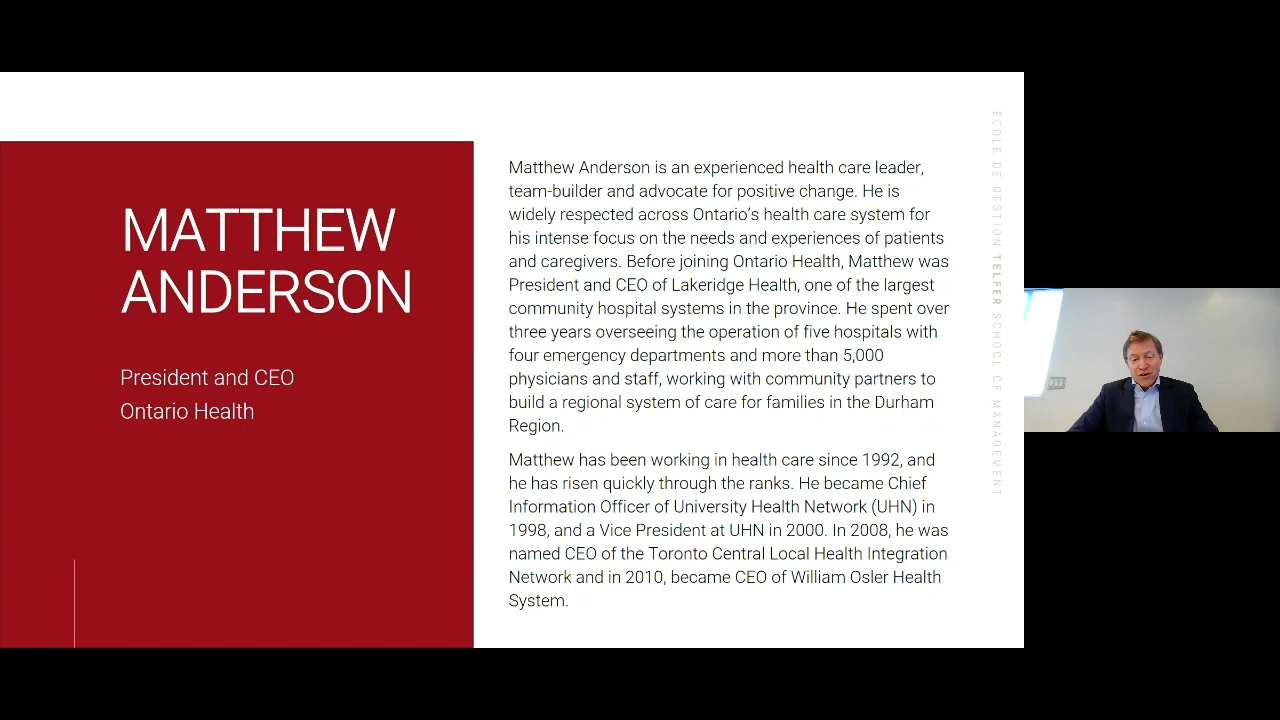 MATTHEW
ANDERSON
President and CEO
Ontario Health
Matthew Anderson is an experienced health care leader,
team builder and advocate for positive change. He is
widely respected across Ontario's health care system for
his intense focus on the needs and experiences of patients
and caregivers. Before joining Ontario Health, Matthew was
President and CEO of Lakeridge Health, one of the largest
community hospital systems in the province. He spent over
three years overseeing the operation of five hospitals with
four emergency departments and more than 5,000
physicians and staff, working with community partners to
build a regional system of care for families in the Durham
Region.
Matthew has been working in health care since 1992, and
he has risen quickly through the ranks. He became Chief
Information Officer of University Health Network (UHN) in
1998, and a Vice President at UHN in 2000. In 2008, he was
named CEO of the Toronto Central Local Health Integration
Network and in 2010, became CEO of William Osler Health
System.
ÉCOLE DE GESTION TELFER SCHOOL OF MANAGEMENT